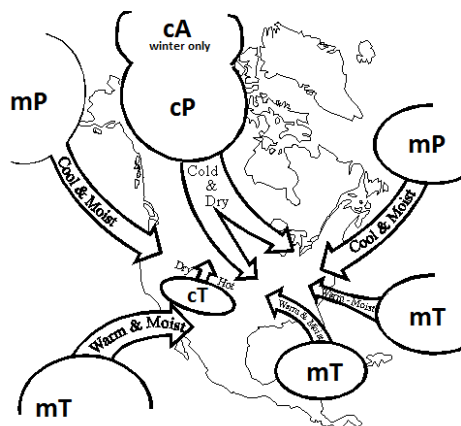 cA
winter only
cP
mP
mP
Cool & Moist
Cold
&
Dry
Cool & Moist
Dry
Hot
cT
Warm - Moist
mT
Warm & Moist
Warm & Moist
mT
mT